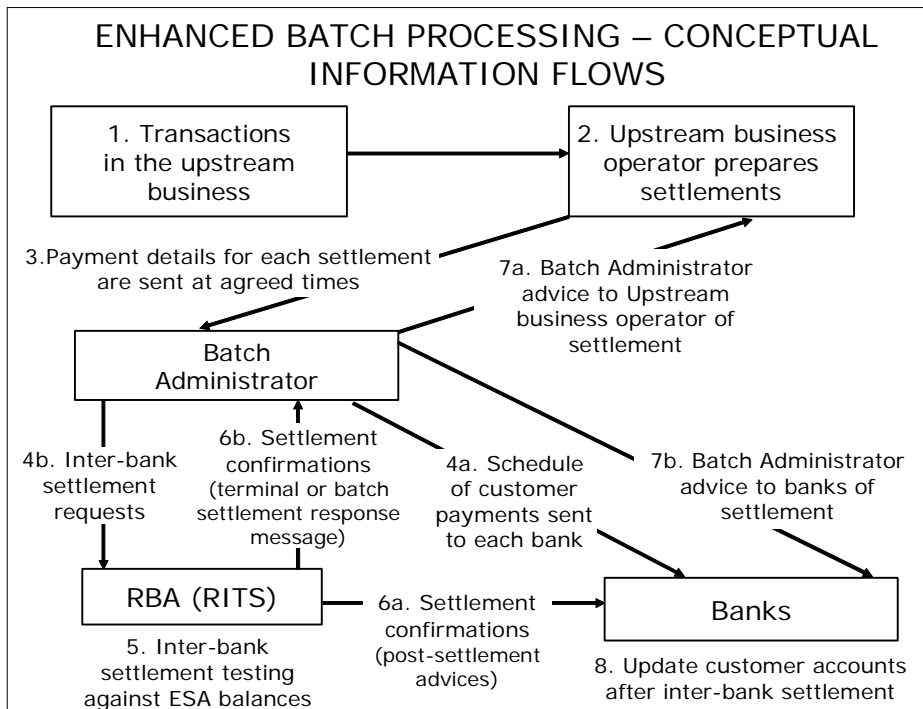 ENHANCED BATCH PROCESSING – CONCEPTUAL
INFORMATION FLOWS
1. Transactions
in the upstream
business
2. Upstream business
operator prepares
settlements
3.Payment details for each settlement
are sent at agreed times
7a. Batch Administrator
advice to Upstream
business operator of
settlement
Batch
Administrator
4b. Inter-bank
settlement
requests
6b. Settlement
confirmations
(terminal or batch
settlement response
message)
4a. Schedule
of customer
payments sent
to each bank
7b. Batch Administrator
advice to banks of
settlement
RBA (RITS)
6a. Settlement
confirmations
(post-settlement
advices)
Banks
5. Inter-bank
settlement testing
against ESA balances
8. Update customer accounts
after inter-bank settlement